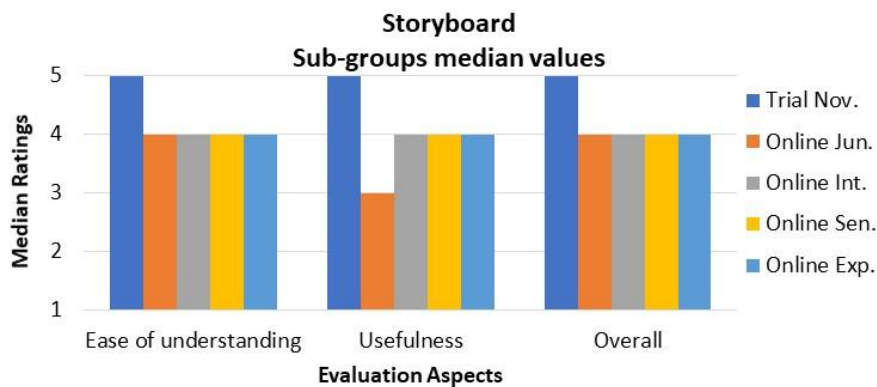 Storyboard
Sub-groups median values
Median Ratings
5
4
3
2
1
Ease of understanding
Usefulness
Overall
Evaluation Aspects
Trial Nov.
Online Jun.
Online Int.
Online Sen.
Online Exp.